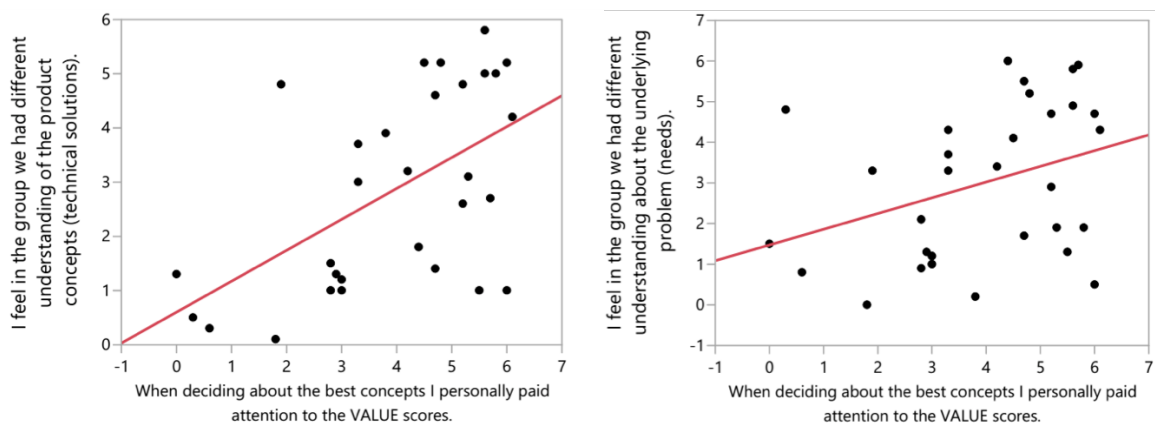 I feel in the group we had different
understanding of the product
concepts (technical solutions).
6
5
4
3
2
1
0
-1 0 1 2 3 4 5 6 7
When deciding about the best concepts I personally paid
attention to the VALUE scores.
I feel in the group we had different
understanding about the underlying
problem (needs).
7
6
5
4
3
2
1
0
-1
-1 0 1 2 3 4 5 6 7
When deciding about the best concepts I personally paid
attention to the VALUE scores.